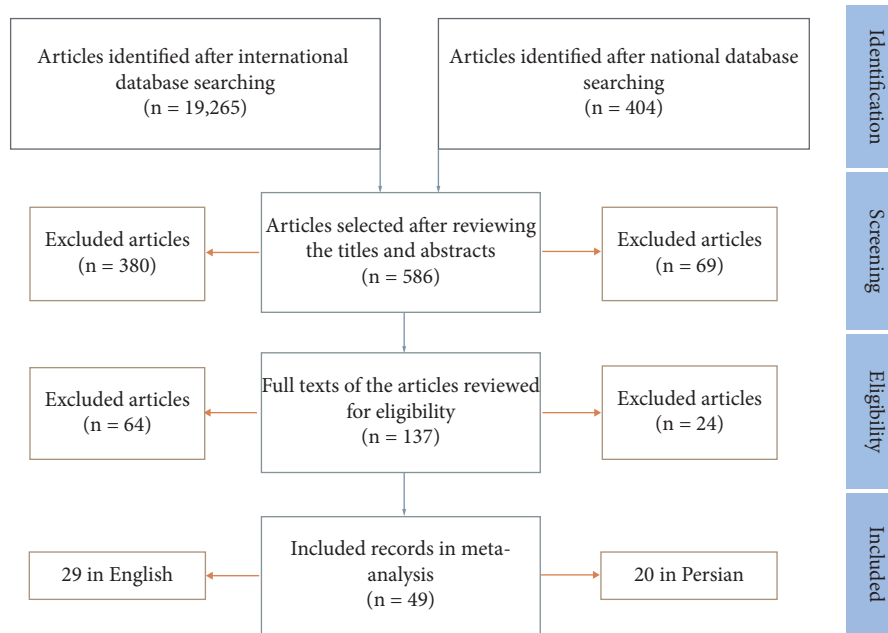 Articles identified after international
database searching
(n = 19,265)
Articles identified after national database
searching
(n = 404)
Identification
Articles selected after reviewing
the titles and abstracts
(n = 586)
Excluded articles
(n = 380)
Excluded articles
(n = 69)
Screening
Full texts of the articles reviewed
for eligibility
(n = 137)
Excluded articles
(n = 64)
Excluded articles
(n = 24)
Eligibility
Included records in meta-
analysis
(n = 49)
29 in English
20 in Persian
Included